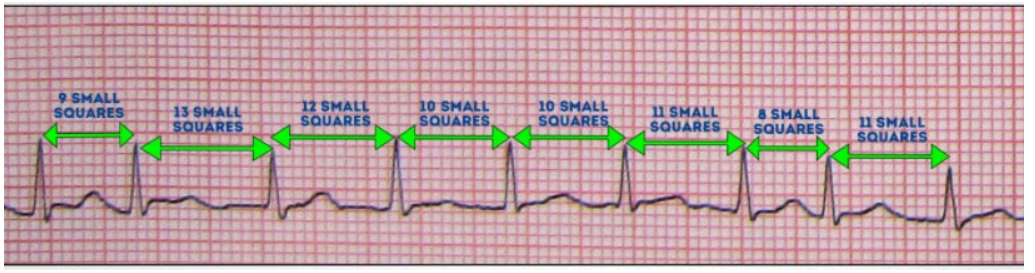 9 SMALL
SQUARES
13 SMALL
SQUARES
12 SMALL
SQUARES
10 SMALL
SQUARES
10 SMALL
SQUARES
11 SMALL
SQUARES
8 SMALL
SQUARES
11 SMALL
SQUARES